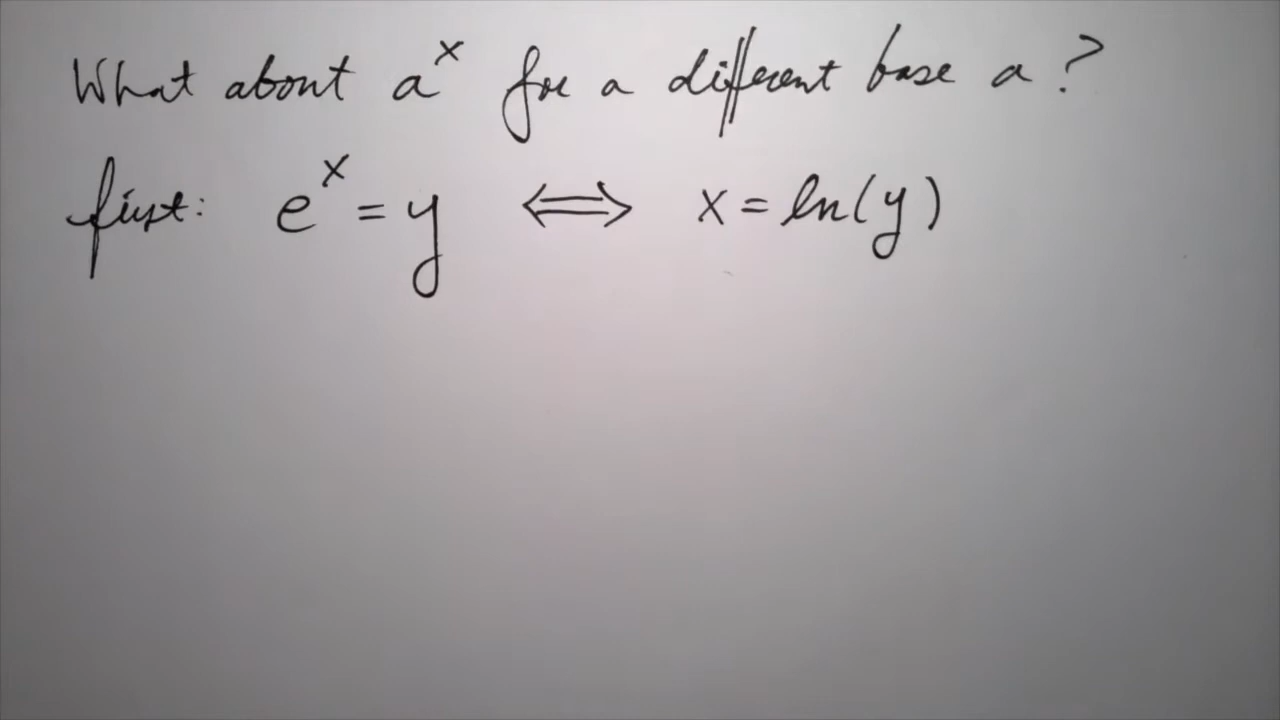 What about a^x for a different base a?
first: e^x = y ⟺ x = ln(y)